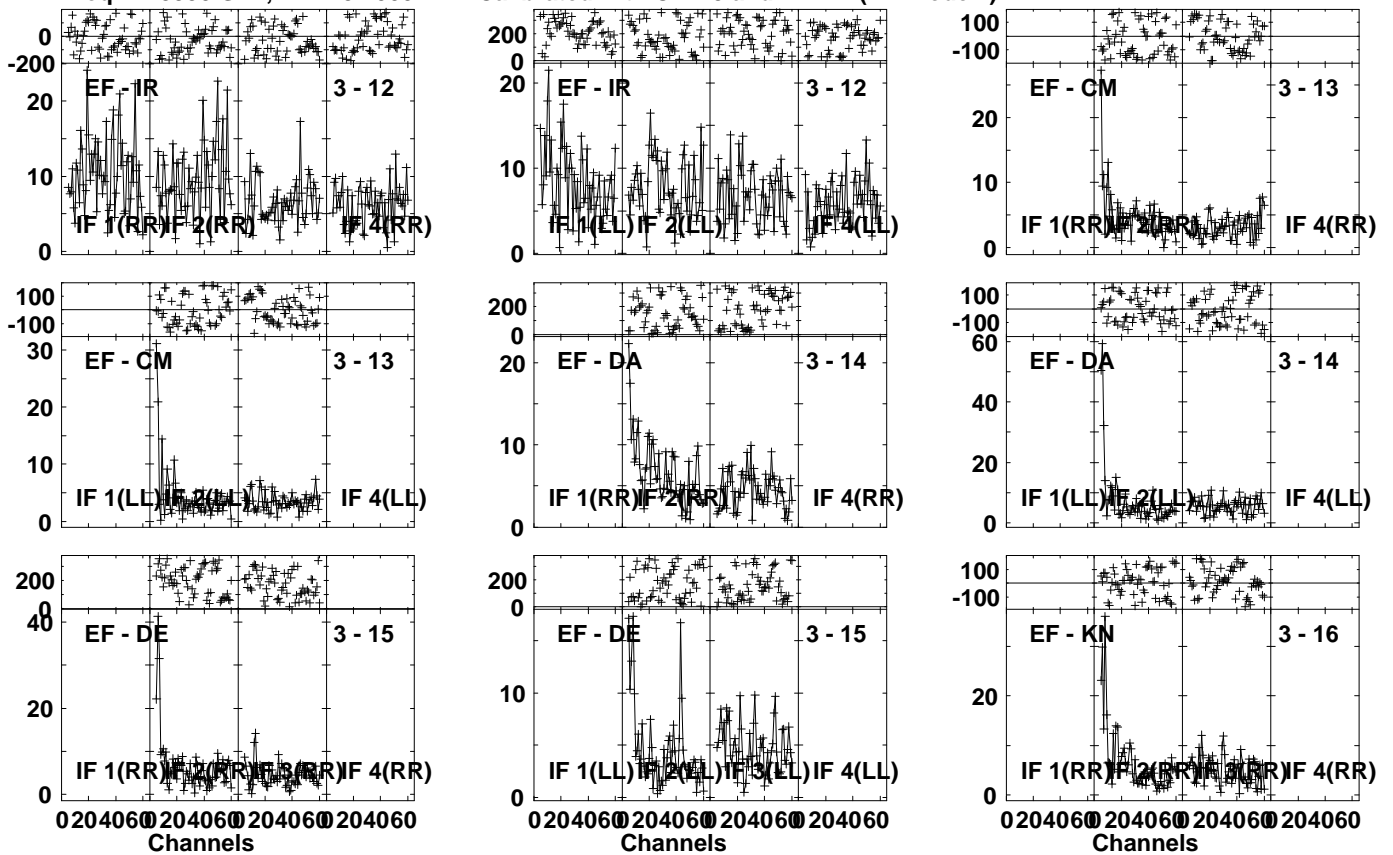 100
0
200
-100
-200
0
EF - IR
3 - 12
EF - IR
3 - 12
EF - CM
3 - 13
20
20
20
10
10
10
IF 1(RR)
IF 2(RR)
IF 4(RR)
IF 1(LL)
IF 2(LL)
IF 4(LL)
IF 1(RR)
IF 2(RR)
IF 4(RR)
0
0
0
100
200
100
-100
0
-100
EF - CM
3 - 13
EF - DA
3 - 14
EF - DA
3 - 14
30
20
60
20
10
40
10
20
IF 1(LL)
IF 2(LL)
IF 4(LL)
IF 1(RR)
IF 2(RR)
IF 4(RR)
IF 1(LL)
IF 2(LL)
IF 4(LL)
0
0
0
200
200
100
0
0
-100
40
EF - DE
3 - 15
EF - DE
3 - 15
EF - KN
3 - 16
20
10
20
IF 1(RR)
IF 2(RR)
IF 3(RR)
IF 4(RR)
IF 1(LL)
IF 2(LL)
IF 3(LL)
IF 4(LL)
IF 1(RR)
IF 2(RR)
IF 3(RR)
IF 4(RR)
0
0
0
0 20 40 60 0 20 40 60 0 20 40 60 0 20 40 60
0 20 40 60 0 20 40 60 0 20 40 60 0 20 40 60
0 20 40 60 0 20 40 60 0 20 40 60 0 20 40 60
Channels
Channels
Channels